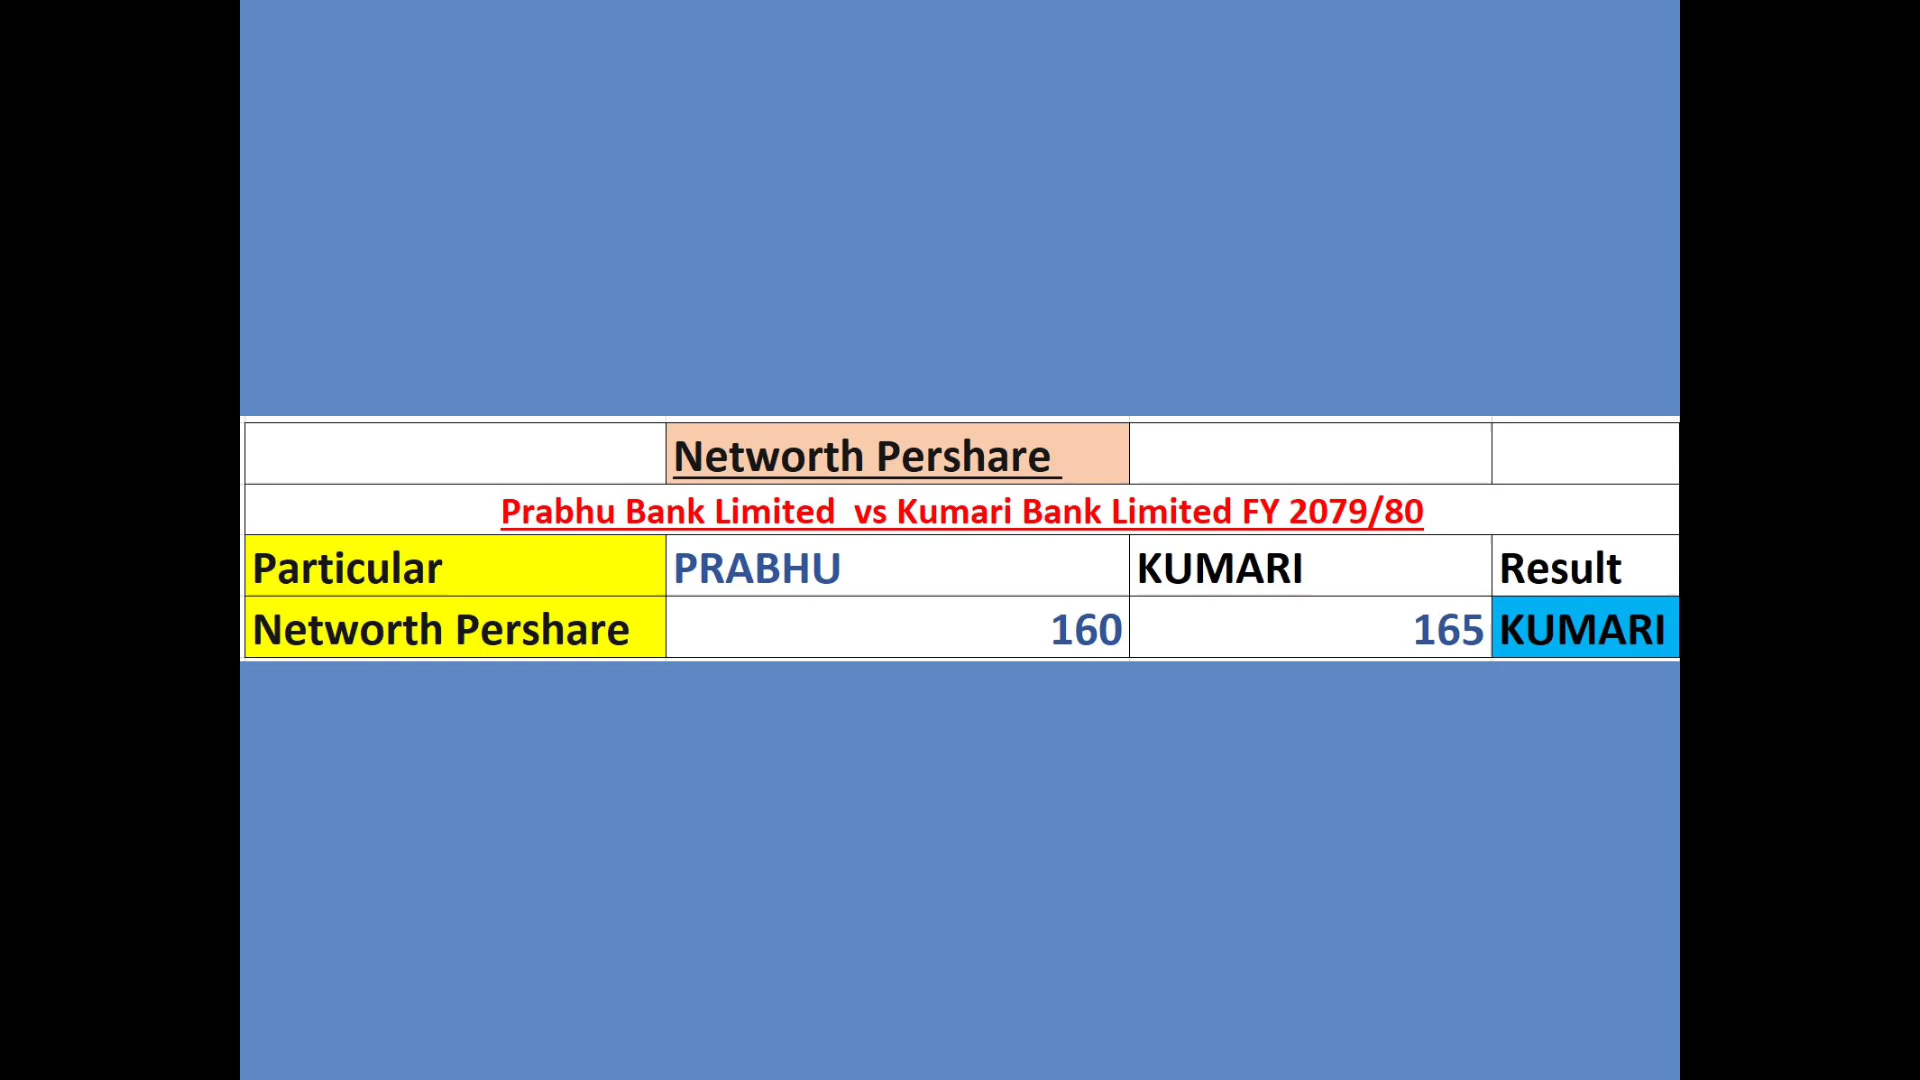 Networth Pershare
Prabhu Bank Limited  vs Kumari Bank Limited FY 2079/80
Particular PRABHU KUMARI Result
Networth Pershare 160 165 KUMARI